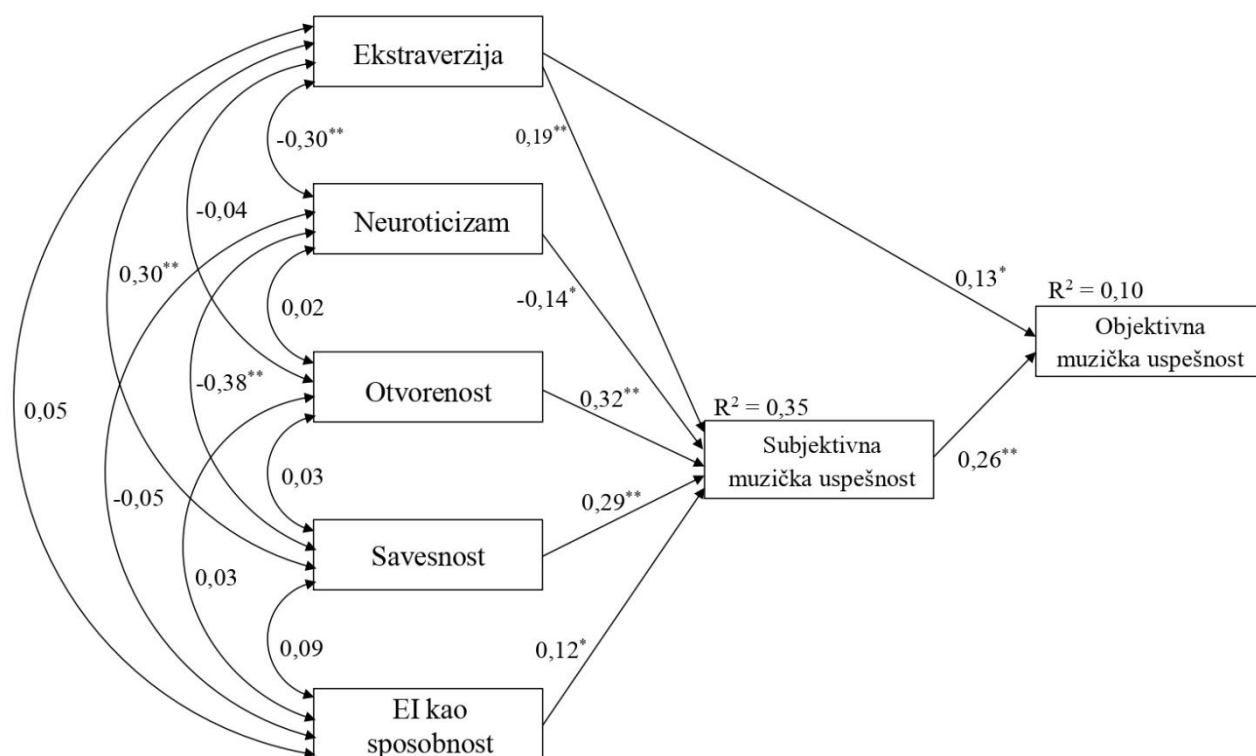 Ekstraverzija
-0,30**
0,19**
Neuroticizam
-0,04
0,30**
0,02
-0,14*
0,13*
R² = 0,10
Objektivna
muzička uspešnost
Otvorenost
-0,38**
0,05
0,32**
R² = 0,35
Subjektivna
muzička uspešnost
0,26**
0,03
-0,05
0,29**
Savesnost
0,03
0,09
0,12*
EI kao
sposobnost